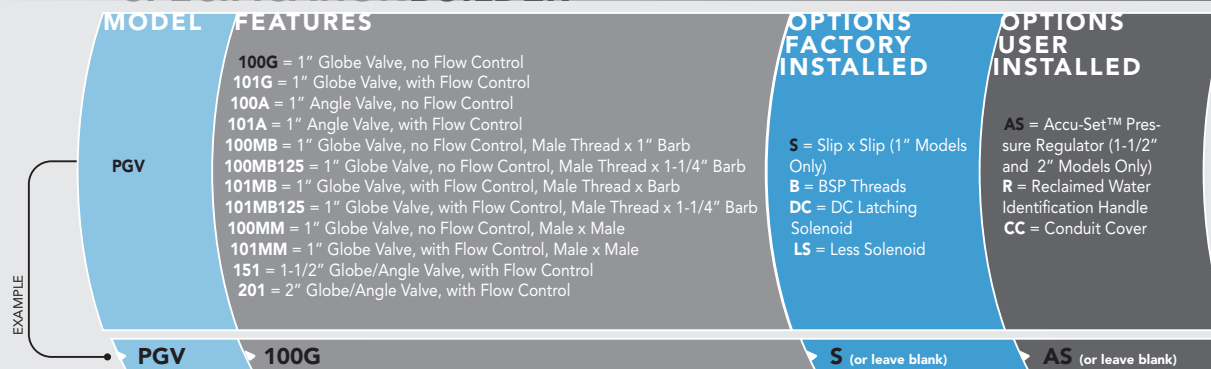 SPECIFICATIONBUILDER
MODEL
PGV
FEATURES
100G = 1" Globe Valve, no Flow Control
101G = 1" Globe Valve, with Flow Control
100A = 1" Angle Valve, no Flow Control
101A = 1" Angle Valve, with Flow Control
100MB = 1" Globe Valve, no Flow Control, Male Thread x 1" Barb
100MB125 = 1" Globe Valve, no Flow Control, Male Thread x 1-1/4" Barb
101MB = 1" Globe Valve, with Flow Control, Male Thread x Barb
101MB125 = 1" Globe Valve, with Flow Control, Male Thread x 1-1/4" Barb
100MM = 1" Globe Valve, no Flow Control, Male x Male
101MM = 1" Globe Valve, with Flow Control, Male x Male
151 = 1-1/2" Globe/Angle Valve, with Flow Control
201 = 2" Globe/Angle Valve, with Flow Control
OPTIONS
FACTORY
INSTALLED
S = Slip x Slip (1" Models
Only)
B = BSP Threads
DC = DC Latching
Solenoid
LS = Less Solenoid
OPTIONS
USER
INSTALLED
AS = Accu-Set™ Pres-
sure Regulator (1-1/2"
and 2" Models Only)
R = Reclaimed Water
Identification Handle
CC = Conduit Cover
EXAMPLE
PGV
100G
S (or leave blank)
AS (or leave blank)